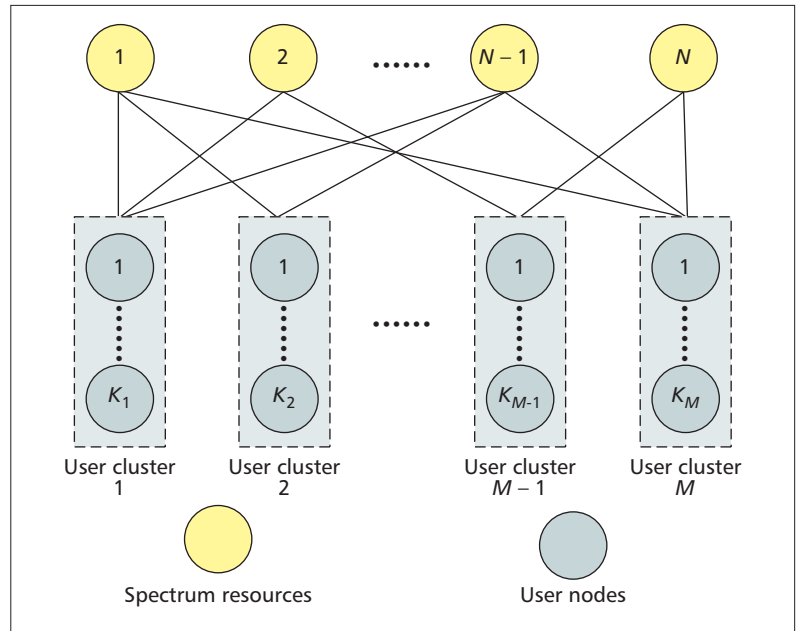 1 2 ...... N – 1 N
1 1 ...... 1 1
K1 K2 KM-1 KM
User cluster 1
User cluster 2
User cluster M – 1
User cluster M
Spectrum resources
User nodes